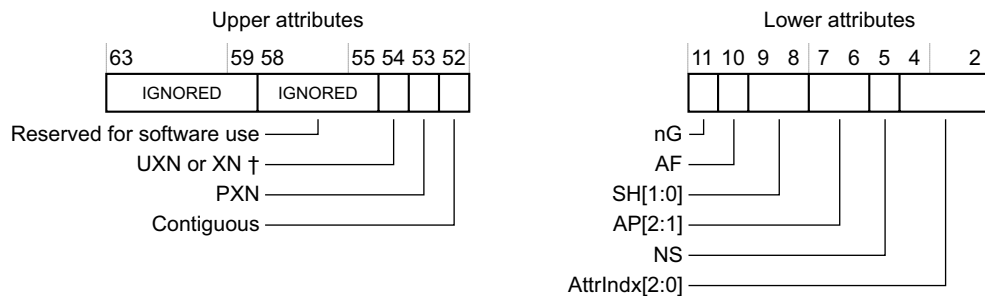 Upper attributes
63 59 58 55 54 53 52
IGNORED IGNORED
Reserved for software use
UXN or XN †
PXN
Contiguous
Lower attributes
11 10 9 8 7 6 5 4 2
nG
AF
SH[1:0]
AP[2:1]
NS
AttrIndx[2:0]